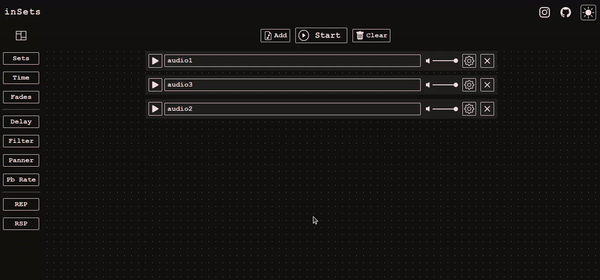 inSets
Add Start Clear
Sets
Time
Fades
Delay
Filter
Panner
Pb Rate
REP
RSP
audio1
audio3
audio2